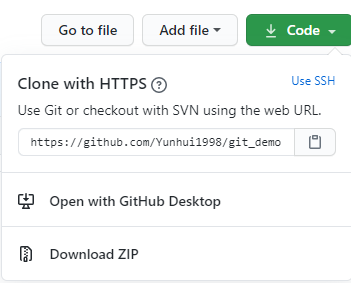 Go to file Add file Code
Clone with HTTPS ? Use SSH
Use Git or checkout with SVN using the web URL.
https://github.com/Yunhui1998/git_demo
Open with GitHub Desktop
Download ZIP